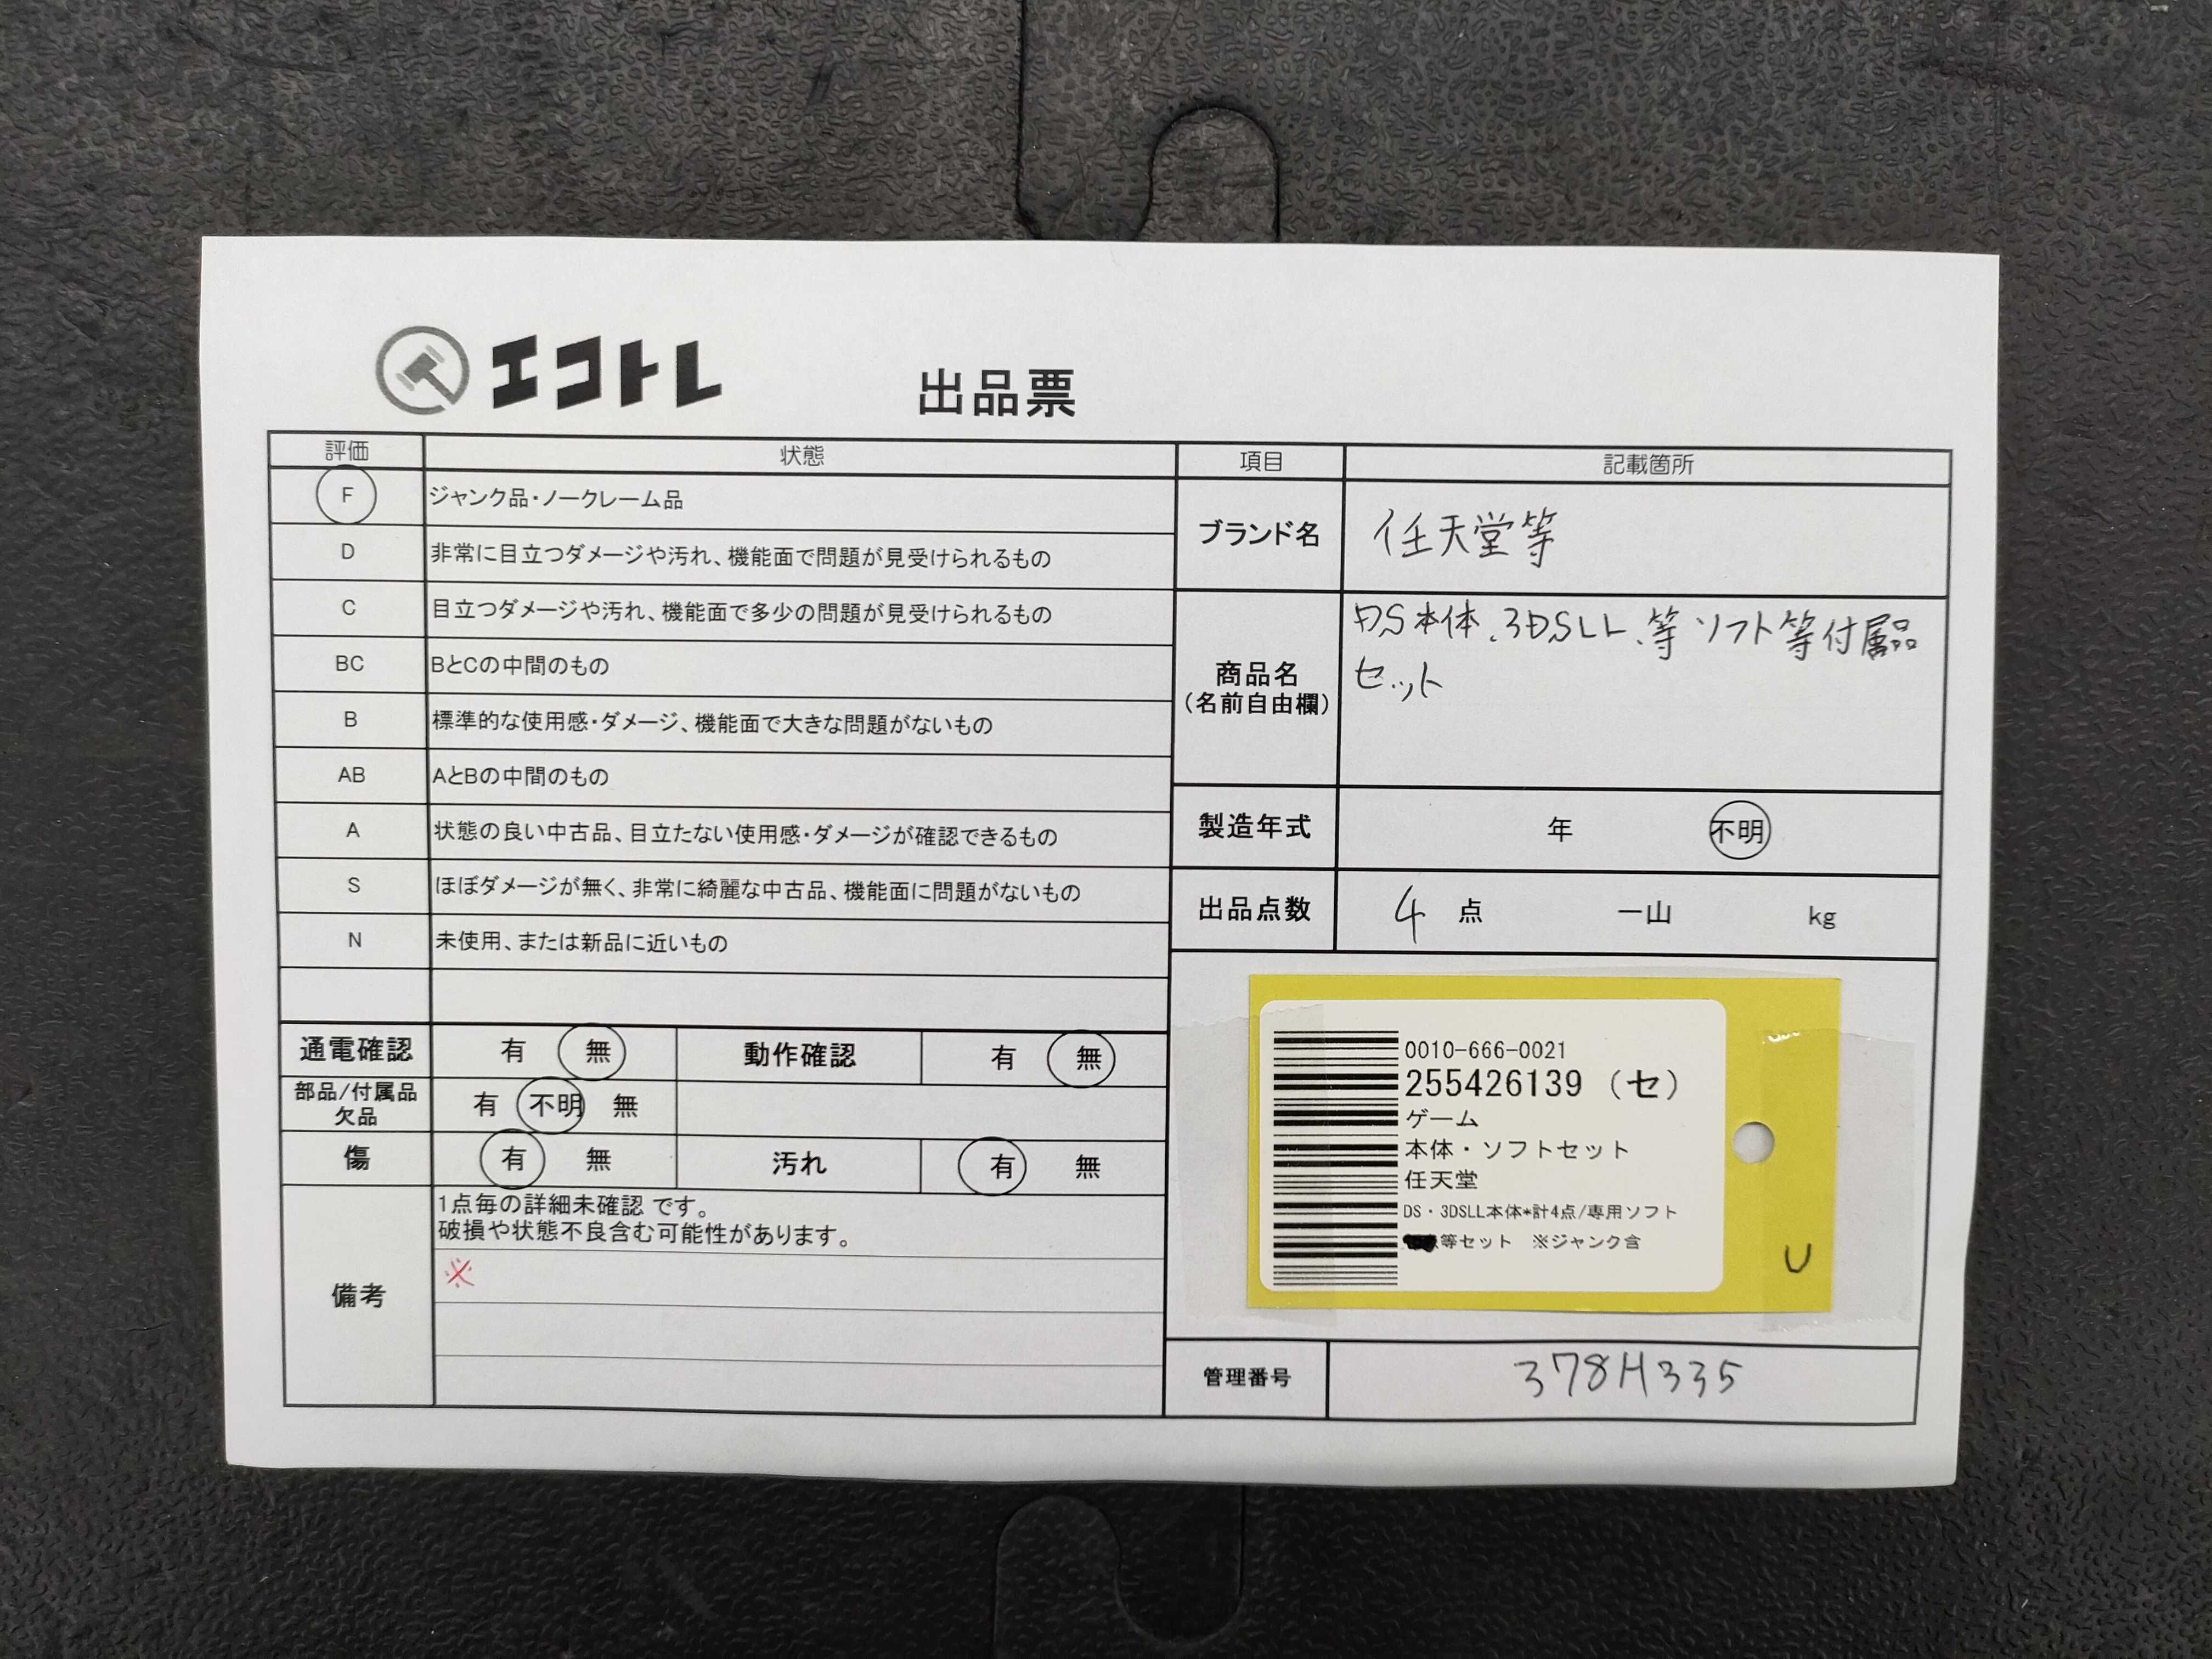 エコトレ
出品票
評価 状態
F ジャンク品・ノークレーム品
D 非常に目立つダメージや汚れ、機能面で問題が見受けられるもの
C 目立つダメージや汚れ、機能面で多少の問題が見受けられるもの
BC BとCの中間のもの
B 標準的な使用感・ダメージ、機能面で大きな問題がないもの
AB AとBの中間のもの
A 状態の良い中古品、目立たない使用感・ダメージが確認できるもの
S ほぼダメージが無く、非常に綺麗な中古品、機能面に問題がないもの
N 未使用、または新品に近いもの
通電確認 有 無 動作確認 有 無
部品/付属品
欠品 有 不明 無
傷 有 無 汚れ 有 無
備考
1点毎の詳細未確認 です。
破損や状態不良含む可能性があります。
※
項目 記載箇所
ブランド名 任天堂等
商品名
(名前自由欄)
DS本体、3DSLL、等 ソフト等付属品
セット
製造年式 年 不明
出品点数 4 点 一山 kg
0010-666-0021
255426139 (セ)
ゲーム
本体・ソフトセット
任天堂
DS・3DSLL本体*計4点/専用ソフト
等セット ※ジャンク含
U
管理番号 378H335